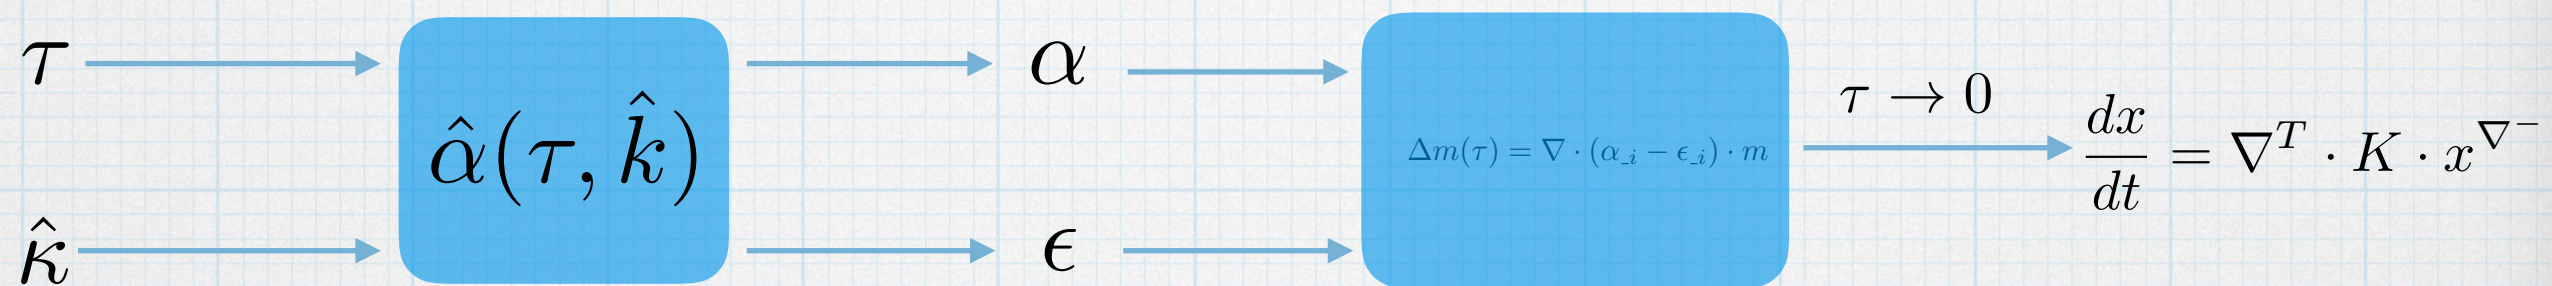 τ
κ̂
α̂(τ, k̂)
α
ϵ
Δm(τ) = ∇ · (α_i − ϵ_i) · m
τ → 0
dx/dt = ∇^T · K · x^∇^−